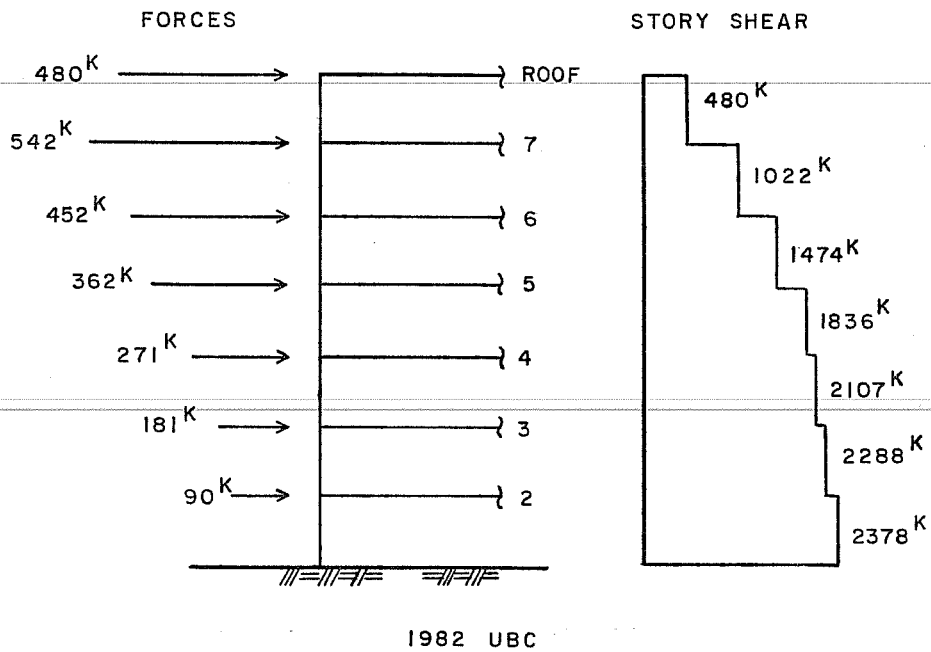 FORCES STORY SHEAR
480K ROOF
480K
542K 7
1022K
452K 6
1474K
362K 5
1836K
271K 4
2107K
181K 3
2288K
90K 2
2378K
1982 UBC